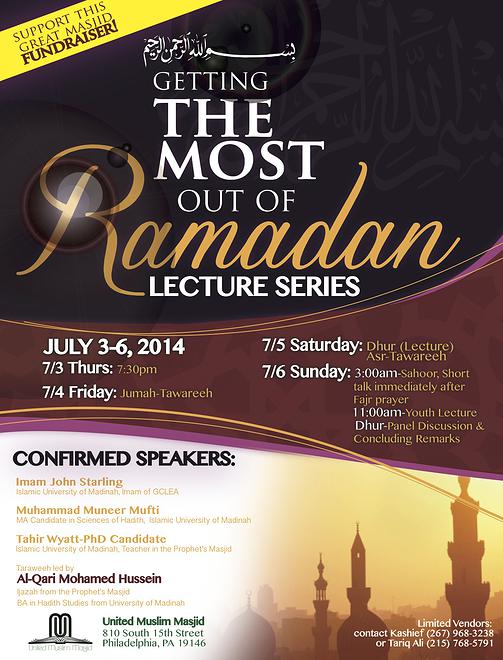 SUPPORT THIS
GREAT MASJID
FUNDRAISER!
بسم الله الرحمن الرحيم
GETTING
THE
MOST
OUT OF
Ramadan
LECTURE SERIES
JULY 3-6, 2014
7/3 Thurs: 7:30pm
7/4 Friday: Jumah-Tawareeh
7/5 Saturday: Dhur (Lecture)
Asr-Tawareeh
7/6 Sunday: 3:00am-Sahoor, Short
talk immediately after
Fajr prayer
11:00am-Youth Lecture
Dhur-Panel Discussion &
Concluding Remarks
CONFIRMED SPEAKERS:
Imam John Starling
Islamic University of Madinah, Imam of GCLEA
Muhammad Muneer Mufti
MA Candidate in Sciences of Hadith, Islamic University of Madinah
Tahir Wyatt-PhD Candidate
Islamic University of Madinah, Teacher in the Prophet's Masjid
Taraweeh led by
Al-Qari Mohamed Hussein
Ijazah from the Prophet's Masjid
BA in Hadith Studies from University of Madinah
United Muslim Masjid
United Muslim Masjid
810 South 15th Street
Philadelphia, PA 19146
Limited Vendors:
contact Kashief (267) 968-3238
or Tariq Ali (215) 768-5791